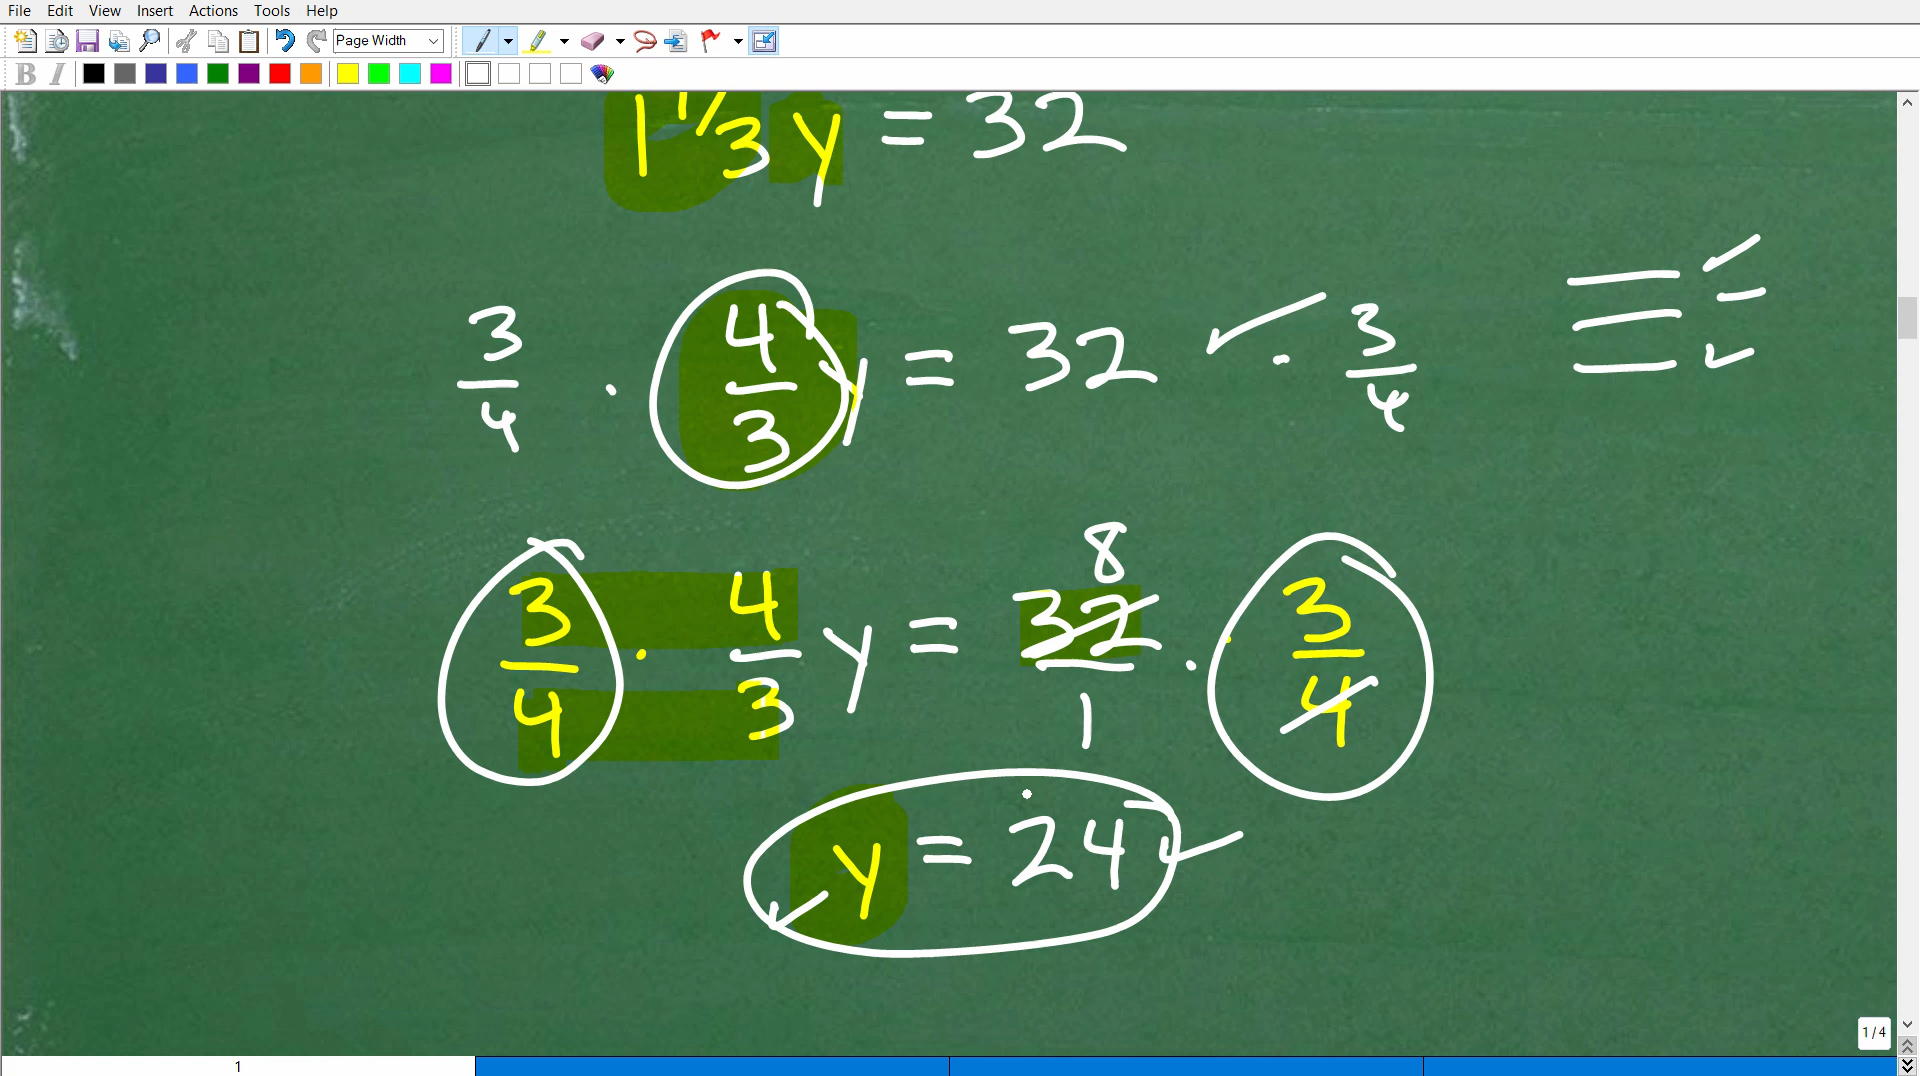 File Edit View Insert Actions Tools Help
Page Width
B I
1 1/3 y = 32
3/4 · 4/3 y = 32 · 3/4
8
3/4 · 4/3 y = 32/1 · 3/4
y = 24
1 / 4
1